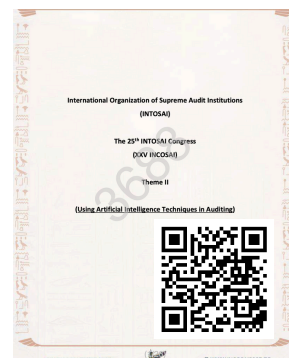 International Organization of Supreme Audit Institutions
(INTOSAI)
The 25th INTOSAI Congress
(XXV INCOSAI)
Theme II
(Using Artificial Intelligence Techniques in Auditing)
3683